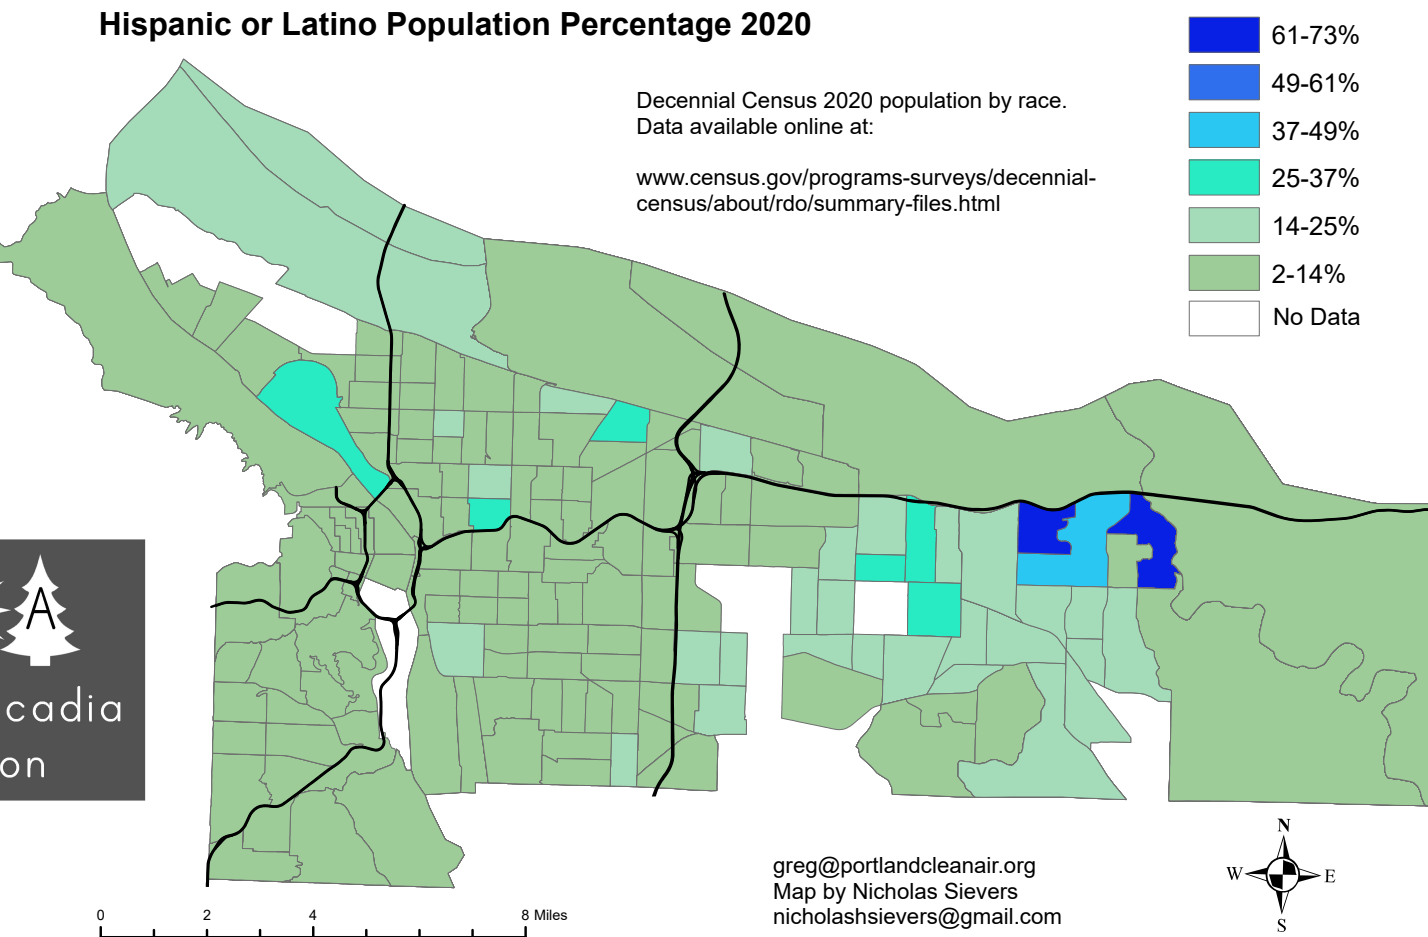 Hispanic or Latino Population Percentage 2020
61-73%
49-61%
37-49%
25-37%
14-25%
2-14%
No Data
Decennial Census 2020 population by race.
Data available online at:
www.census.gov/programs-surveys/decennial-
census/about/rdo/summary-files.html
A
cadia
on
greg@portlandcleanair.org
Map by Nicholas Sievers
nicholashsievers@gmail.com
N
W E
S
0 2 4 8 Miles